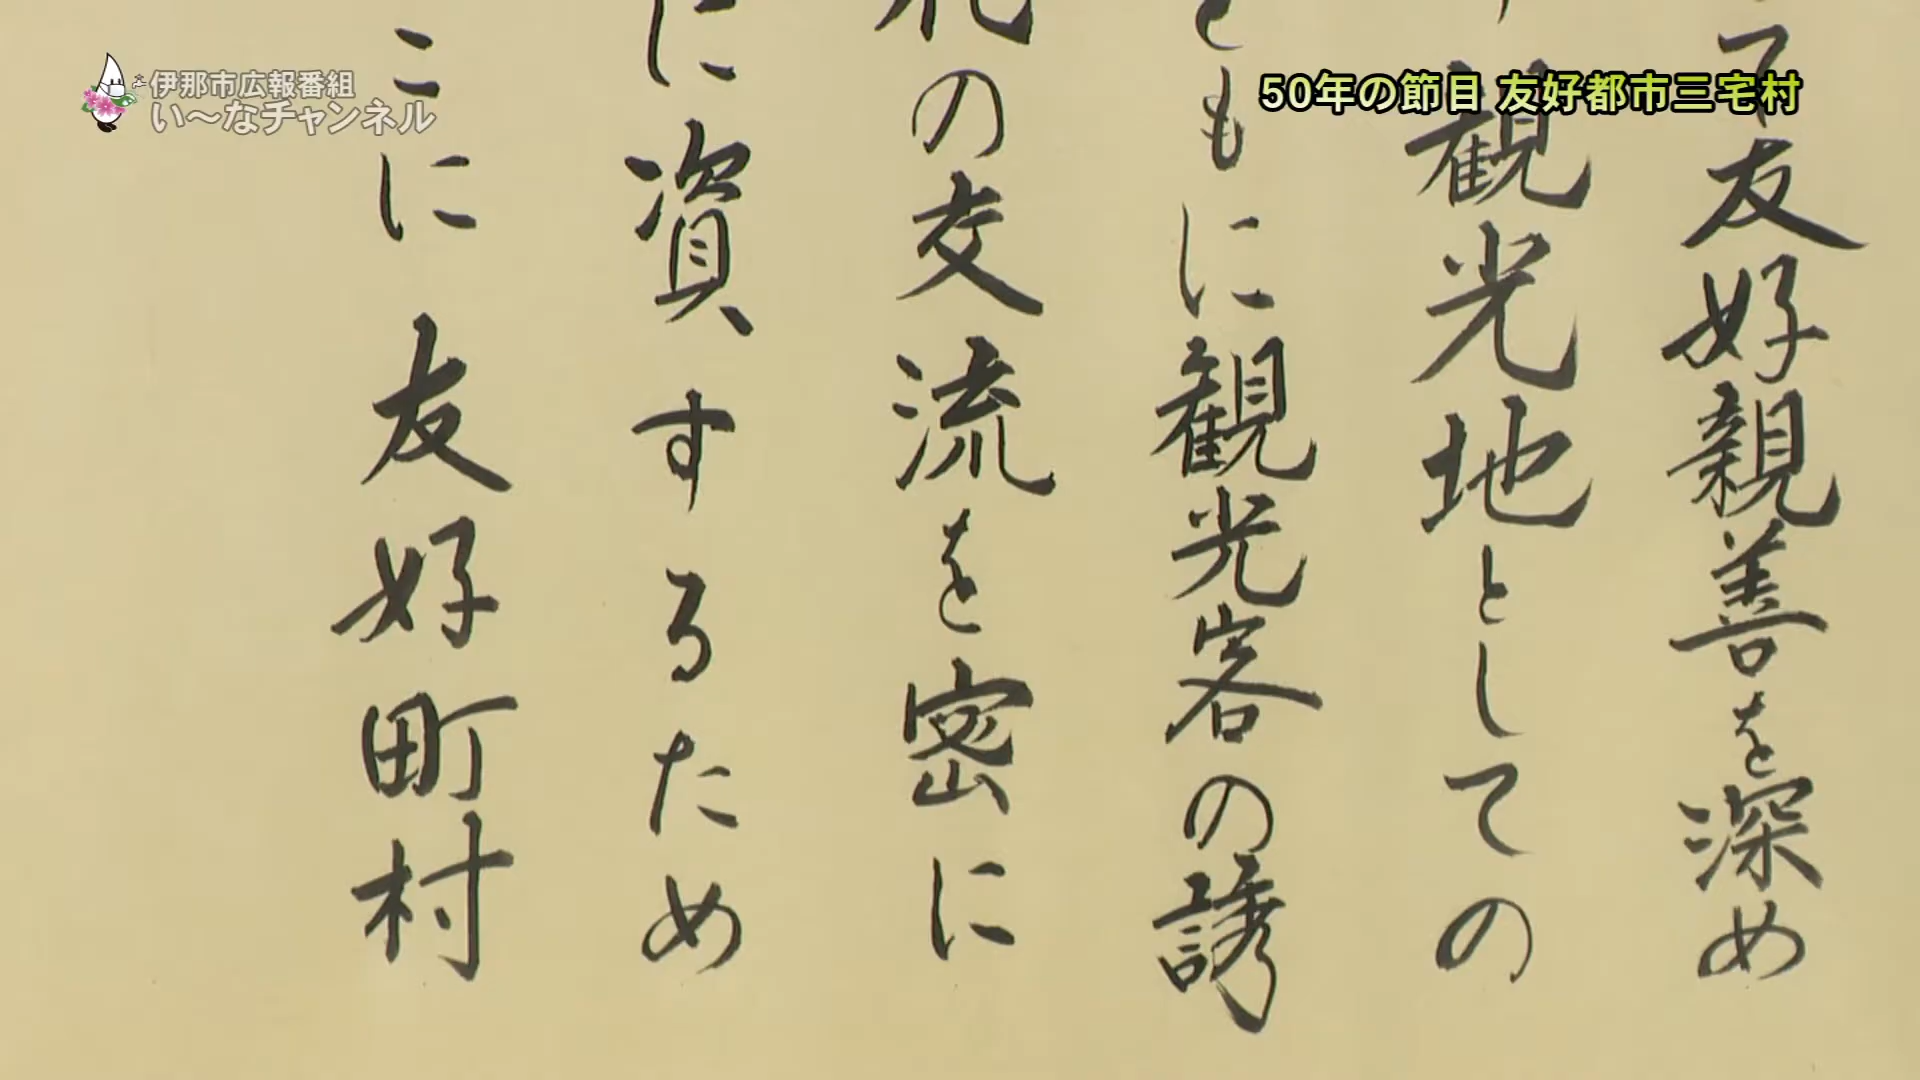 伊那市広報番組
い〜なチャンネル
50年の節目 友好都市三宅村
て友好親善を深め
観光地としての
ともに観光客の誘
の交流を密に
に資するため
こに友好町村